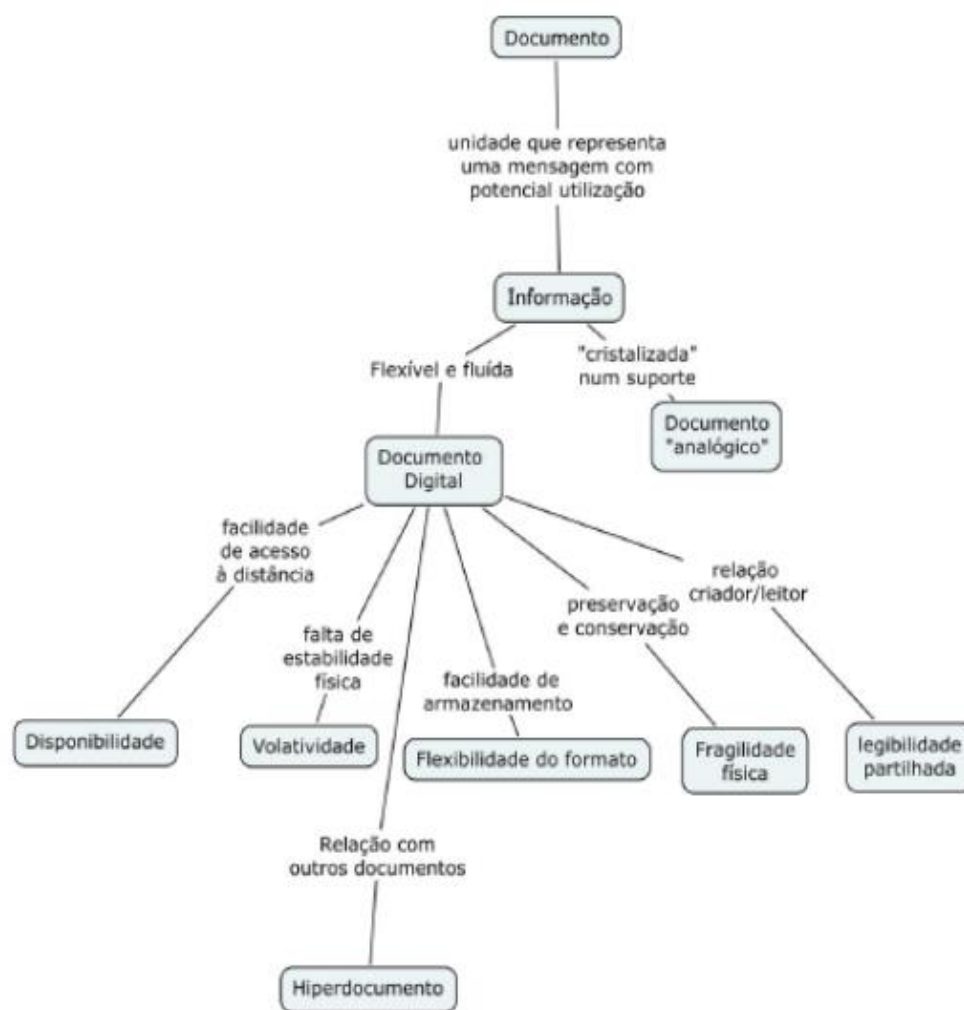 Documento
unidade que representa
uma mensagem com
potencial utilização
Informação
Flexível e fluída
"cristalizada"
num suporte
Documento
"analógico"
Documento
Digital
facilidade
de acesso
à distância
relação
criador/leitor
preservação
e conservação
falta de
estabilidade
física
facilidade de
armazenamento
Disponibilidade
Volatividade
Flexibilidade do formato
Fragilidade
física
legibilidade
partilhada
Relação com
outros documentos
Hiperdocumento